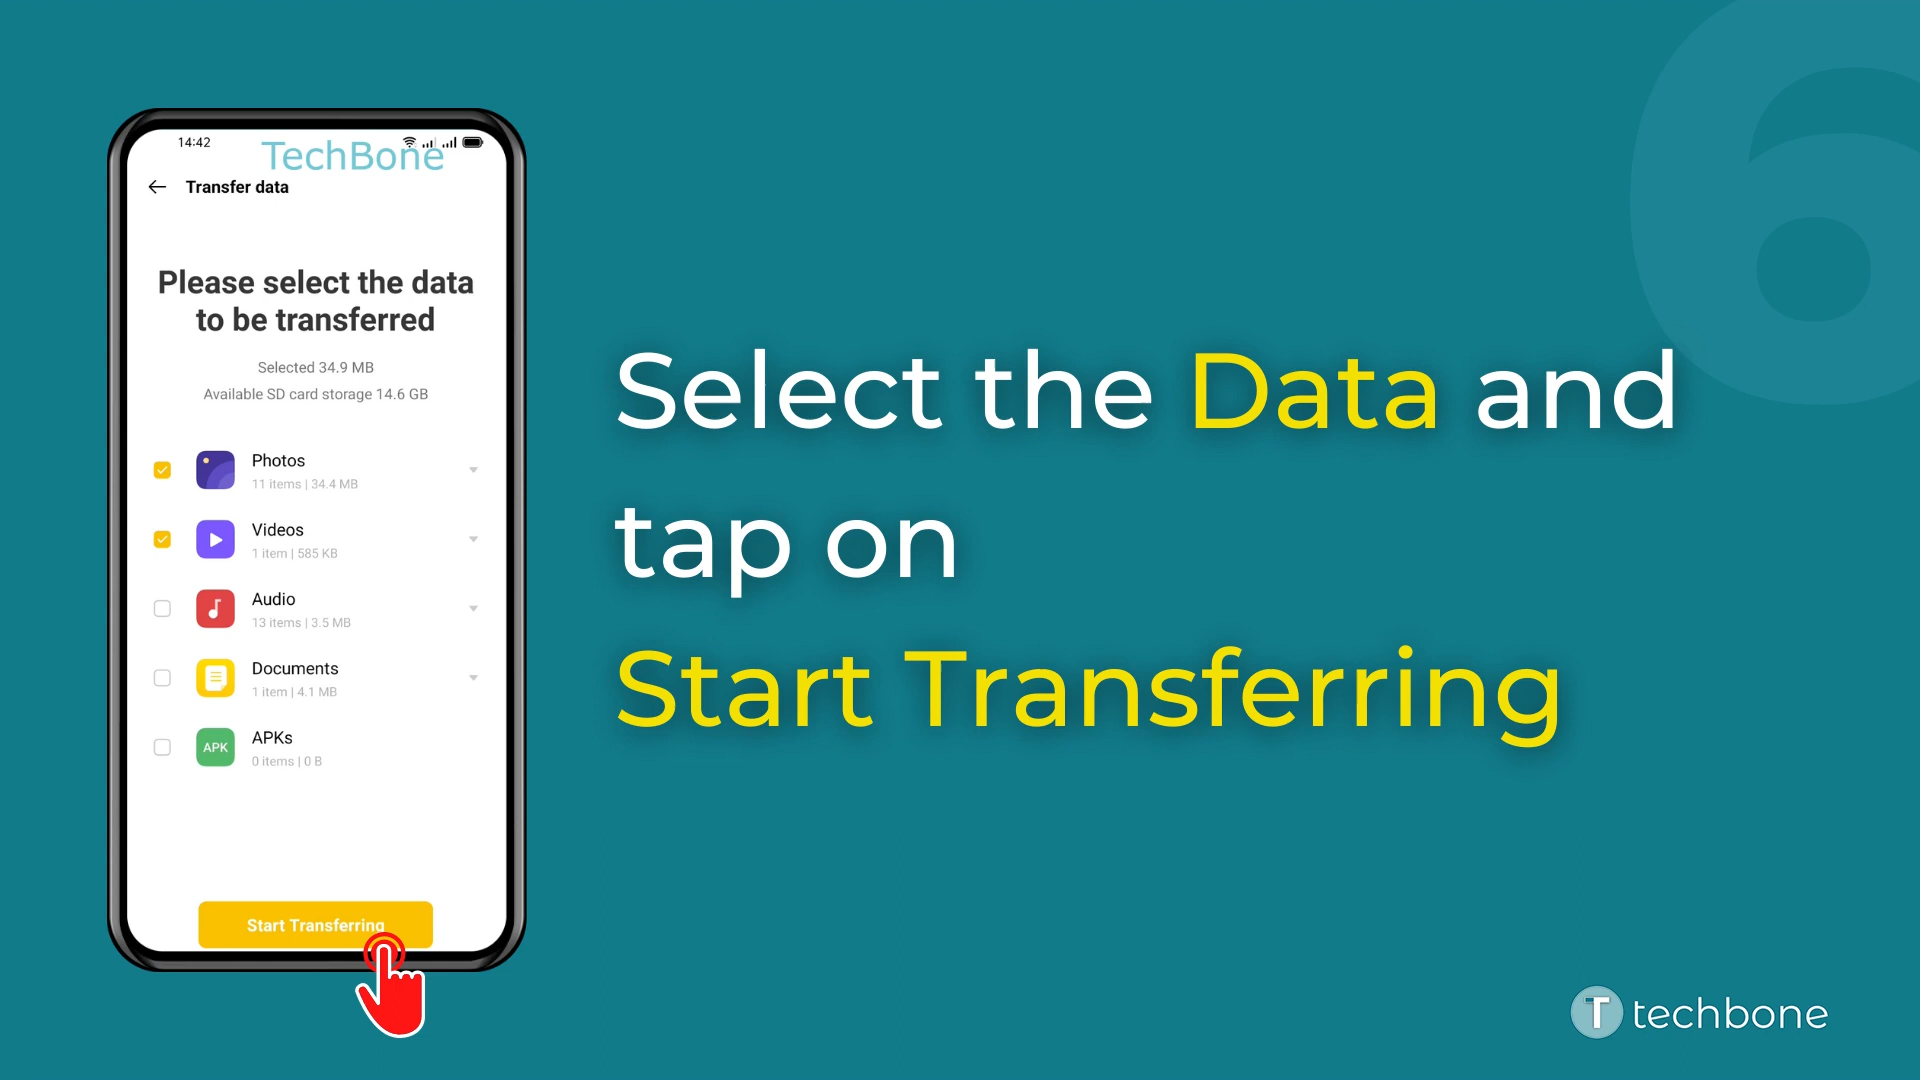 6
14:42
TechBone
Transfer data
Please select the data
to be transferred
Selected 34.9 MB
Available SD card storage 14.6 GB
Photos
11 items | 34.4 MB
Videos
1 item | 585 KB
Audio
13 items | 3.5 MB
Documents
1 item | 4.1 MB
APK
APKs
0 items | 0 B
Start Transferring
Select the Data and
tap on
Start Transferring
T techbone